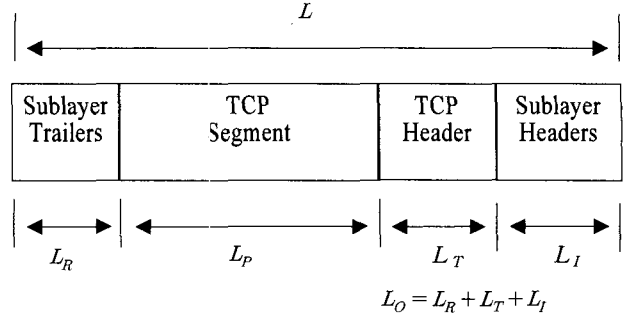 L
Sublayer Trailers
TCP Segment
TCP Header
Sublayer Headers
L_R
L_P
L_T
L_I
L_O = L_R + L_T + L_I